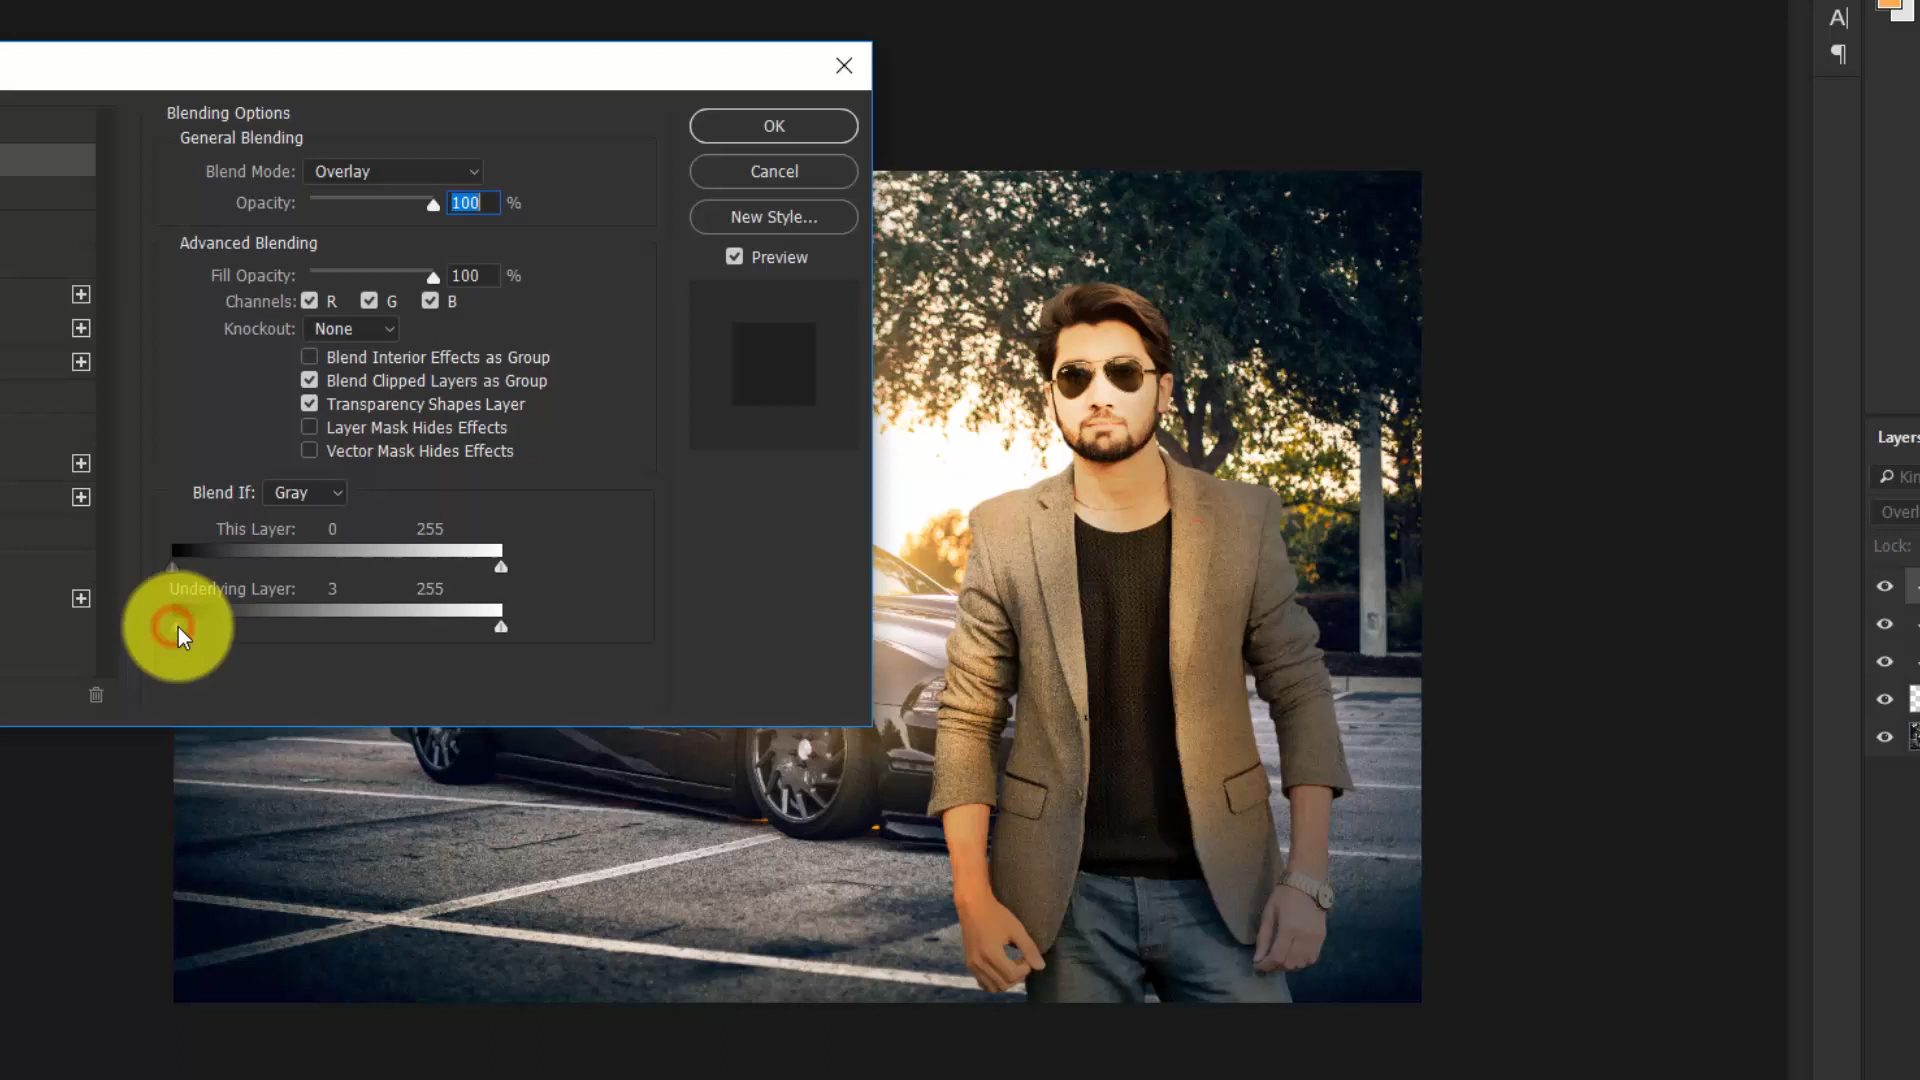 A
¶
Blending Options
General Blending
Blend Mode: Overlay
Opacity: 100 %
Advanced Blending
Fill Opacity: 100 %
Channels: R G B
Knockout: None
Blend Interior Effects as Group
Blend Clipped Layers as Group
Transparency Shapes Layer
Layer Mask Hides Effects
Vector Mask Hides Effects
Blend If: Gray
This Layer: 0 255
Underlying Layer: 3 255
OK
Cancel
New Style...
Preview
Layers
Kin
Overl
Lock: